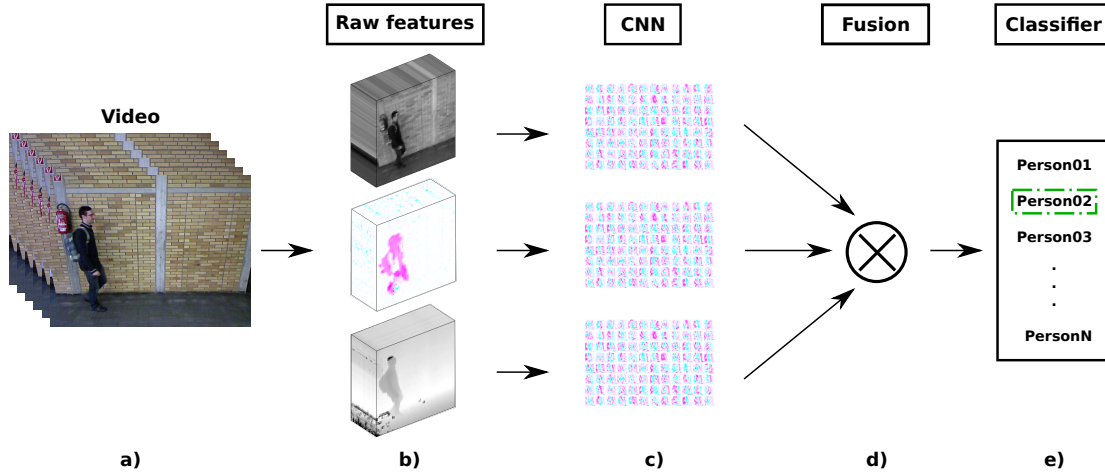 Raw features
CNN
Fusion
Classifier
Video
Person01
Person02
Person03
.
.
.
PersonN
a)
b)
c)
d)
e)